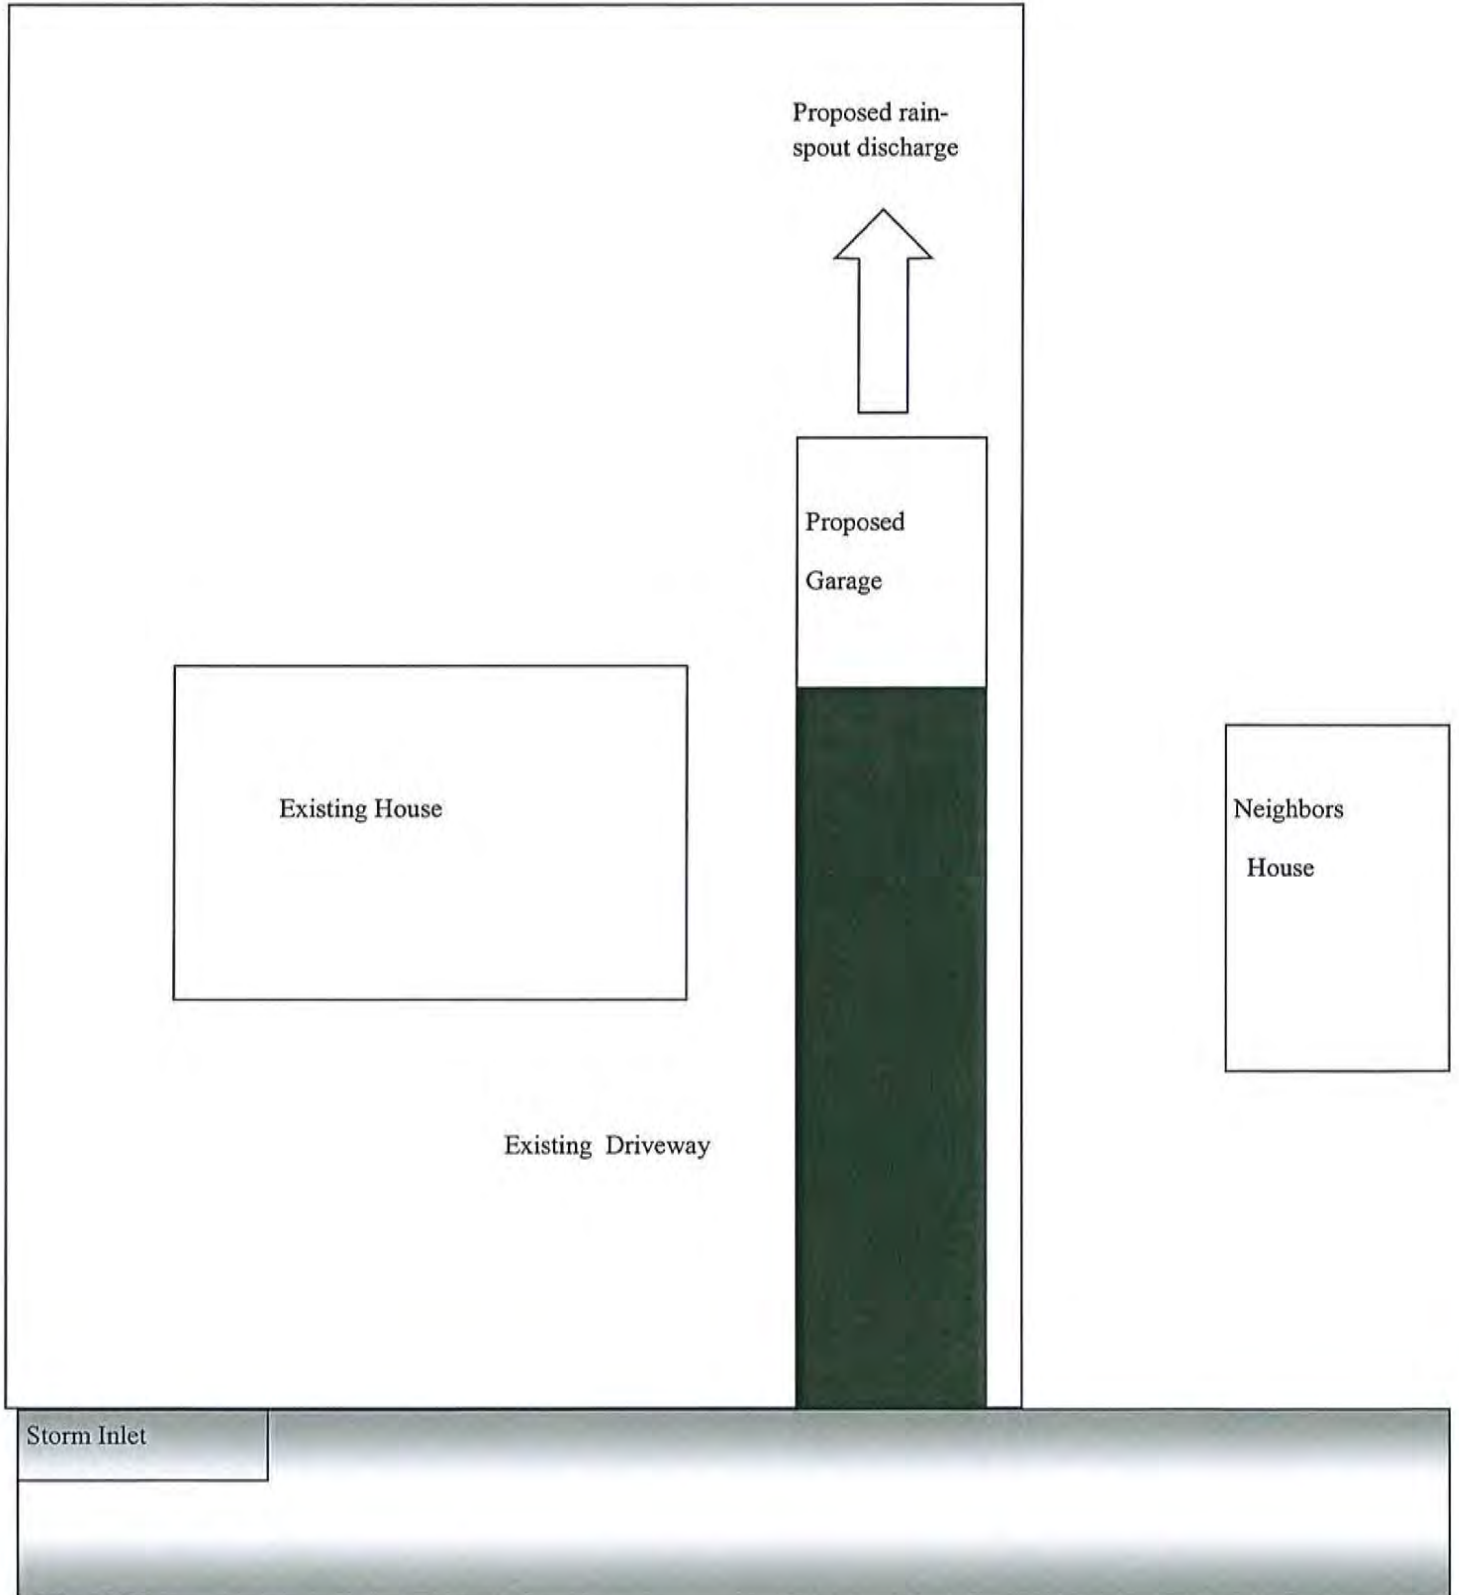 Proposed rain-
spout discharge
Proposed
Garage
Existing House
Neighbors
House
Existing Driveway
Storm Inlet